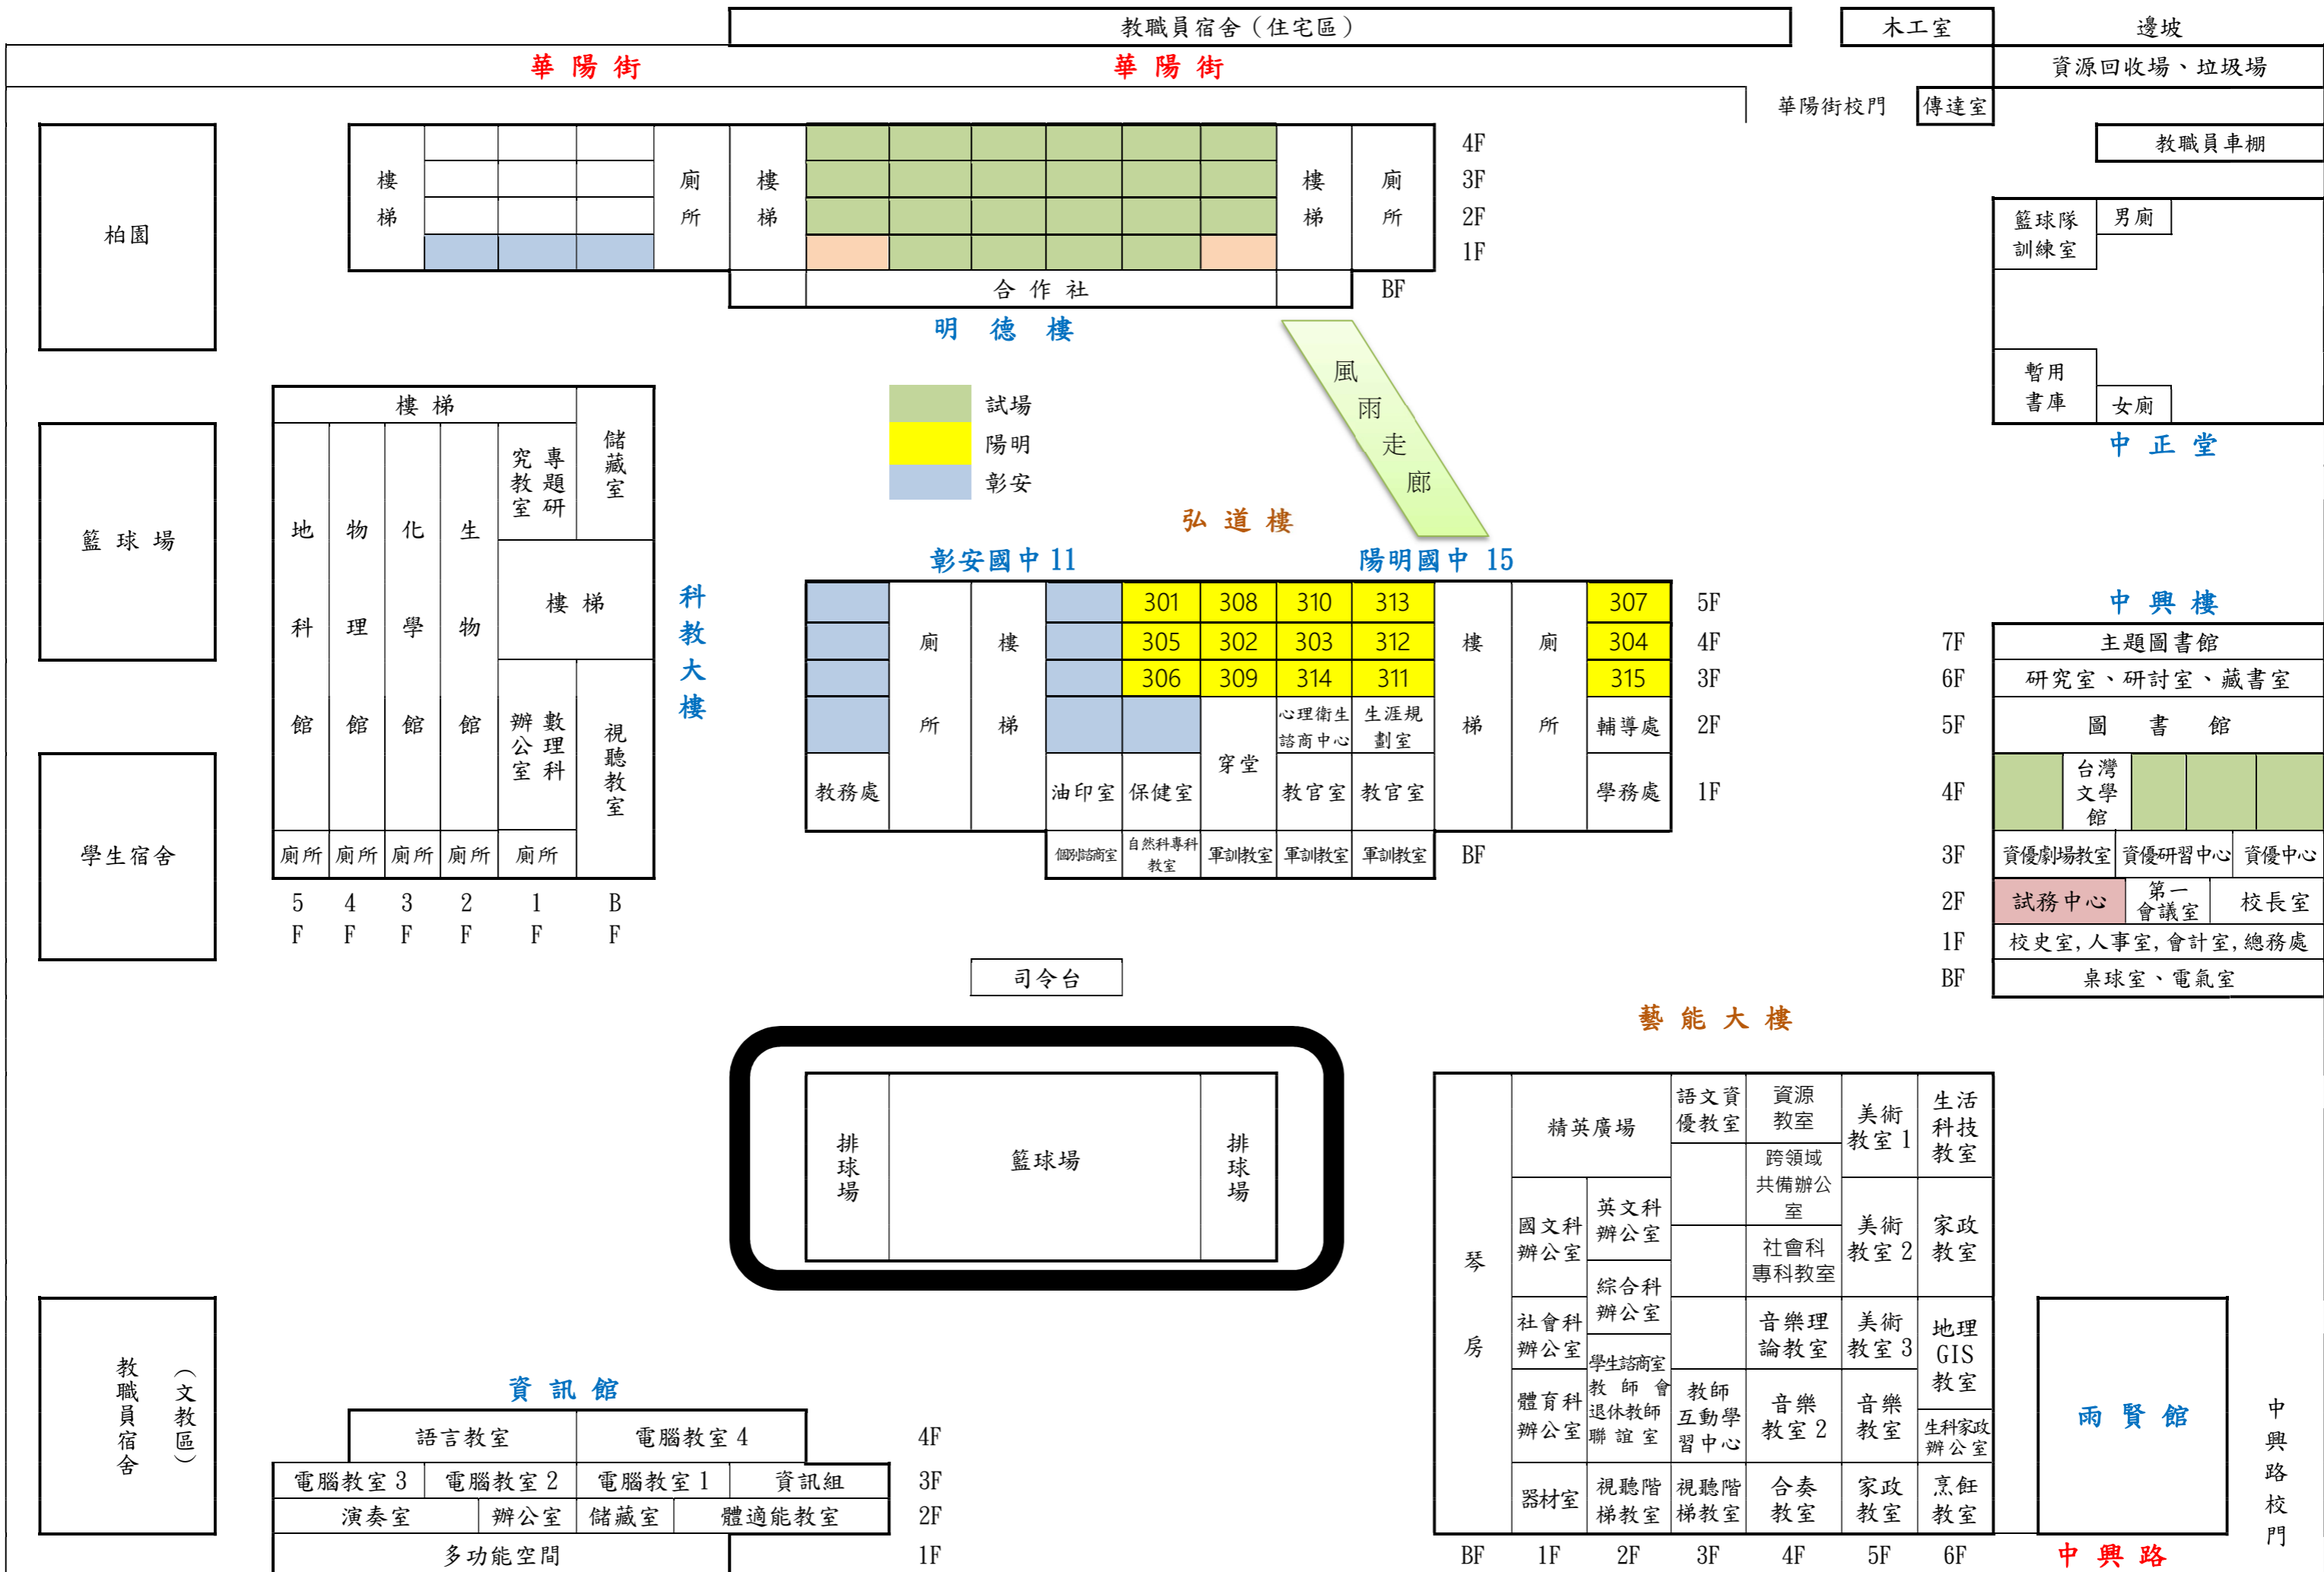 教職員宿舍（住宅區）
木工室
邊坡
華 陽 街
華 陽 街
資源回收場、垃圾場
華陽街校門
傳達室
教職員車棚
柏園
樓梯
廁所
樓梯
樓梯
廁所
4F
3F
2F
1F
合 作 社
BF
明 德 樓
籃球隊
訓練室
男廁
暫用
書庫
女廁
中 正 堂
風雨走廊
試場
陽明
彰安
籃 球 場
樓 梯
儲藏室
專題研
究教室
地科館
物理館
化學館
生物館
樓 梯
數理科
辦公室
視聽教室
廁所
廁所
廁所
廁所
廁所
5F
4F
3F
2F
1F
BF
科教大樓
弘 道 樓
彰安國中 11
陽明國中 15
301
308
310
313
307
5F
305
302
303
312
304
4F
306
309
314
311
315
3F
廁所
樓梯
樓梯
廁所
心理衛生
諮商中心
生涯規
劃室
輔導處
2F
穿堂
教務處
油印室
保健室
教官室
教官室
學務處
1F
個別諮商室
自然科專科
教室
軍訓教室
軍訓教室
軍訓教室
BF
中 興 樓
7F
主題圖書館
6F
研究室、研討室、藏書室
5F
圖 書 館
4F
台灣
文學
館
3F
資優劇場教室
資優研習中心
資優中心
2F
試務中心
第一
會議室
校長室
1F
校史室,人事室,會計室,總務處
BF
桌球室、電氣室
學生宿舍
司令台
排球場
籃球場
排球場
藝 能 大 樓
琴房
精英廣場
語文資
優教室
資源
教室
美術
教室 1
生活
科技
教室
跨領域
共備辦公
室
國文科
辦公室
英文科
辦公室
社會科
專科教室
美術
教室 2
家政
教室
綜合科
辦公室
社會科
辦公室
音樂理
論教室
美術
教室 3
地理
GIS
教室
體育科
辦公室
學生諮商室
教 師 會
退休教師
聯 誼 室
教師
互動學
習中心
音樂
教室 2
音樂
教室
生科家政
辦 公 室
器材室
視聽階
梯教室
視聽階
梯教室
合奏
教室
家政
教室
烹飪
教室
BF
1F
2F
3F
4F
5F
6F
雨 賢 館
中興路校門
中 興 路
教職員宿舍
（文教區）
資 訊 館
語言教室
電腦教室 4
4F
電腦教室 3
電腦教室 2
電腦教室 1
資訊組
3F
演奏室
辦公室
儲藏室
體適能教室
2F
多功能空間
1F